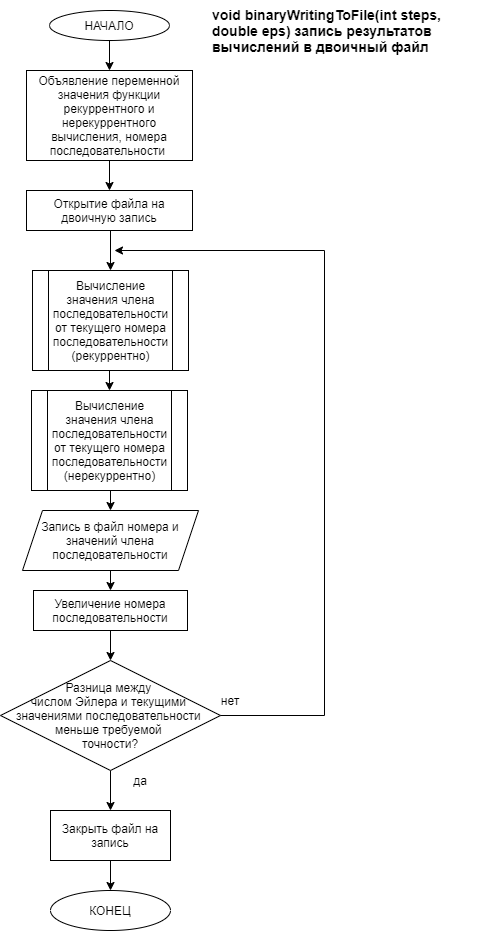 void binaryWritingToFile(int steps,
double eps) запись результатов
вычислений в двоичный файл
НАЧАЛО
Объявление переменной
значения функции
рекуррентного и
нерекуррентного
вычисления, номера
последовательности
Открытие файла на
двоичную запись
Вычисление
значения члена
последовательности
от текущего номера
последовательности
(рекуррентно)
Вычисление
значения члена
последовательности
от текущего номера
последовательности
(нерекуррентно)
Запись в файл номера и
значений члена
последовательности
Увеличение номера
последовательности
Разница между
числом Эйлера и текущими
значениями последовательности
меньше требуемой
точности?
нет
да
Закрыть файл на
запись
КОНЕЦ